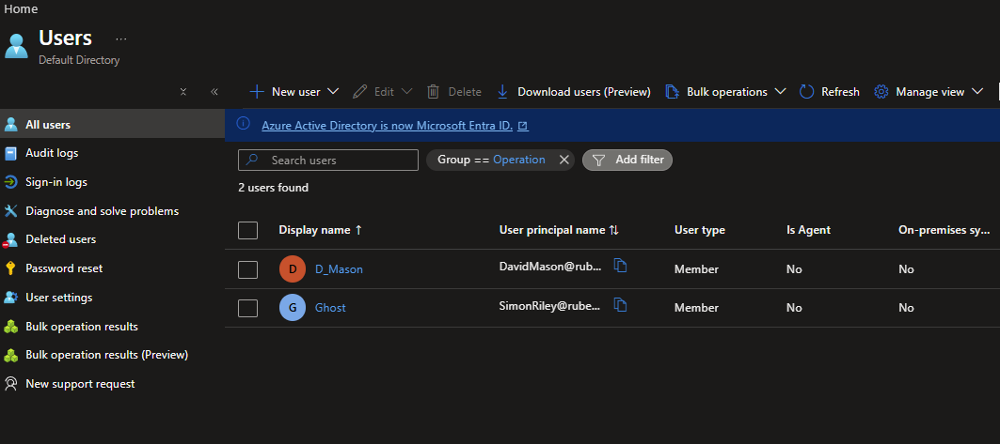 Home
Users ...
Default Directory
New user Edit Delete Download users (Preview) Bulk operations Refresh Manage view
All users
Audit logs
Sign-in logs
Diagnose and solve problems
Deleted users
Password reset
User settings
Bulk operation results
Bulk operation results (Preview)
New support request
Azure Active Directory is now Microsoft Entra ID.
Search users Group == Operation Add filter
2 users found
Display name User principal name User type Is Agent On-premises sy...
D D_Mason DavidMason@rub... Member No No
G Ghost SimonRiley@rube... Member No No